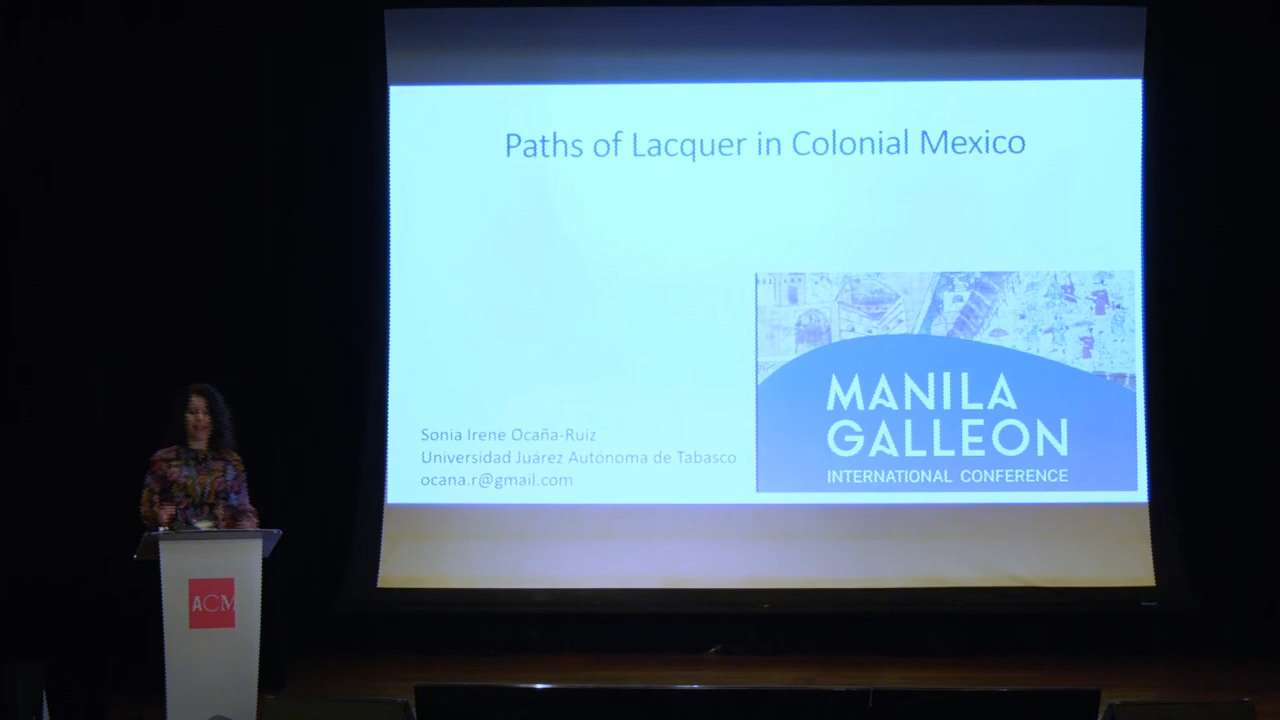 Paths of Lacquer in Colonial Mexico
Sonia Irene Ocaña-Ruiz
Universidad Juárez Autónoma de Tabasco
ocana.r@gmail.com
MANILA
GALLEON
INTERNATIONAL CONFERENCE
ACM